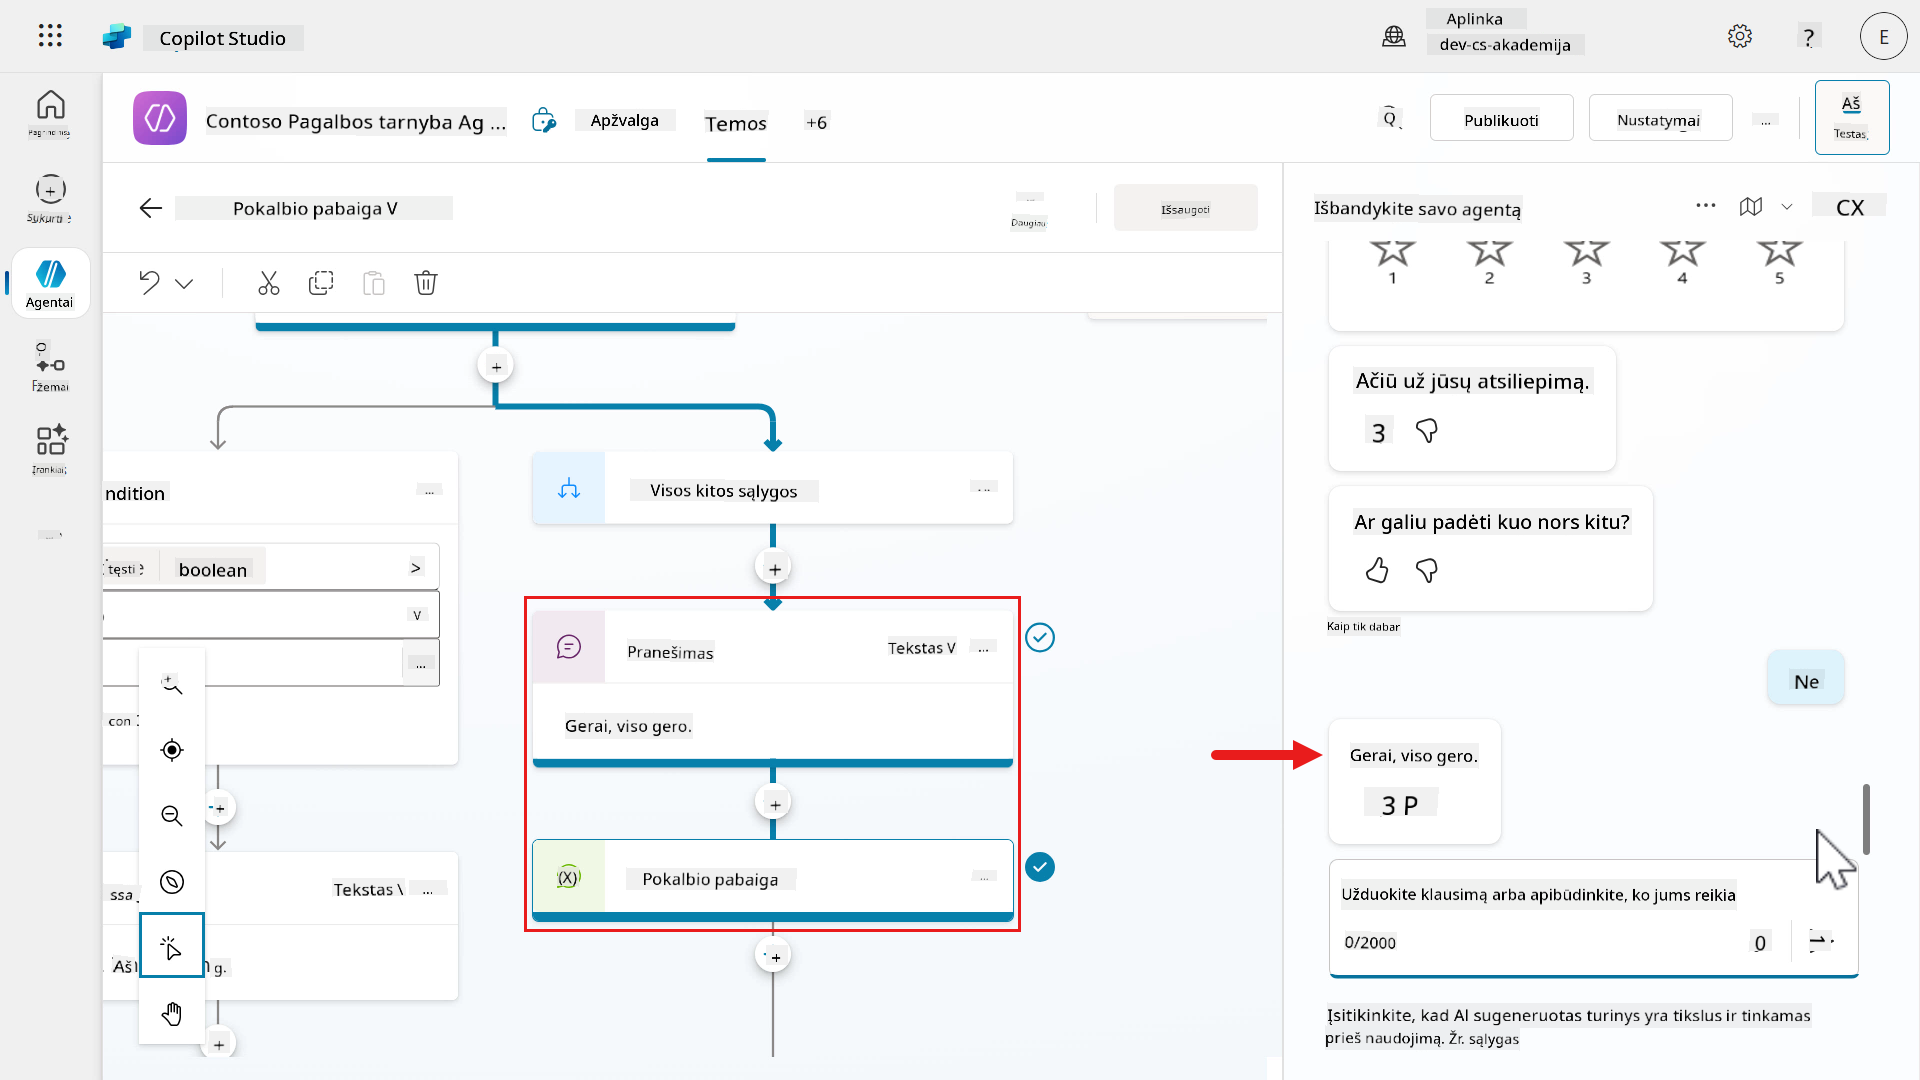 Copilot Studio
Aplinka
dev-cs-akademija
?
E
Contoso Pagalbos tarnyba Ag ...
Apžvalga
Temos
+6
Publikuoti
Nustatymai
...
Aš
Testas
Sukurti
Agentai
Įrankiai
Pokalbio pabaiga V
Daugiau
Išsaugoti
ndition
...
tęsti
boolean
>
V
...
con
Tekstas
...
ssa
Aš
g.
Visos kitos sąlygos
Pranešimas
Tekstas V
...
Gerai, viso gero.
(X)
Pokalbio pabaiga
...
Išbandykite savo agentą
CX
1
2
3
4
5
Ačiū už jūsų atsiliepimą.
3
Ar galiu padėti kuo nors kitu?
Kaip tik dabar
Ne
Gerai, viso gero.
3 P
Užduokite klausimą arba apibūdinkite, ko jums reikia
0/2000
0
Įsitikinkite, kad AI sugeneruotas turinys yra tikslus ir tinkamas
prieš naudojimą. Žr. sąlygas